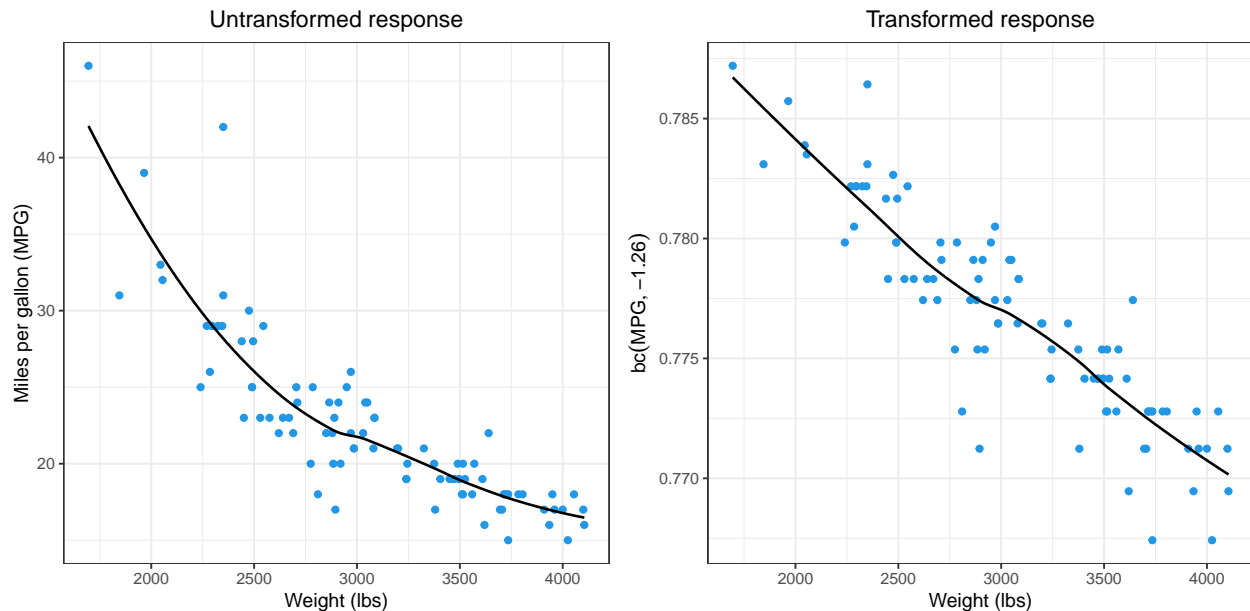 Untransformed response
Miles per gallon (MPG)
40
30
20
2000 2500 3000 3500 4000
Weight (lbs)
Transformed response
bc(MPG, −1.26)
0.785
0.780
0.775
0.770
2000 2500 3000 3500 4000
Weight (lbs)